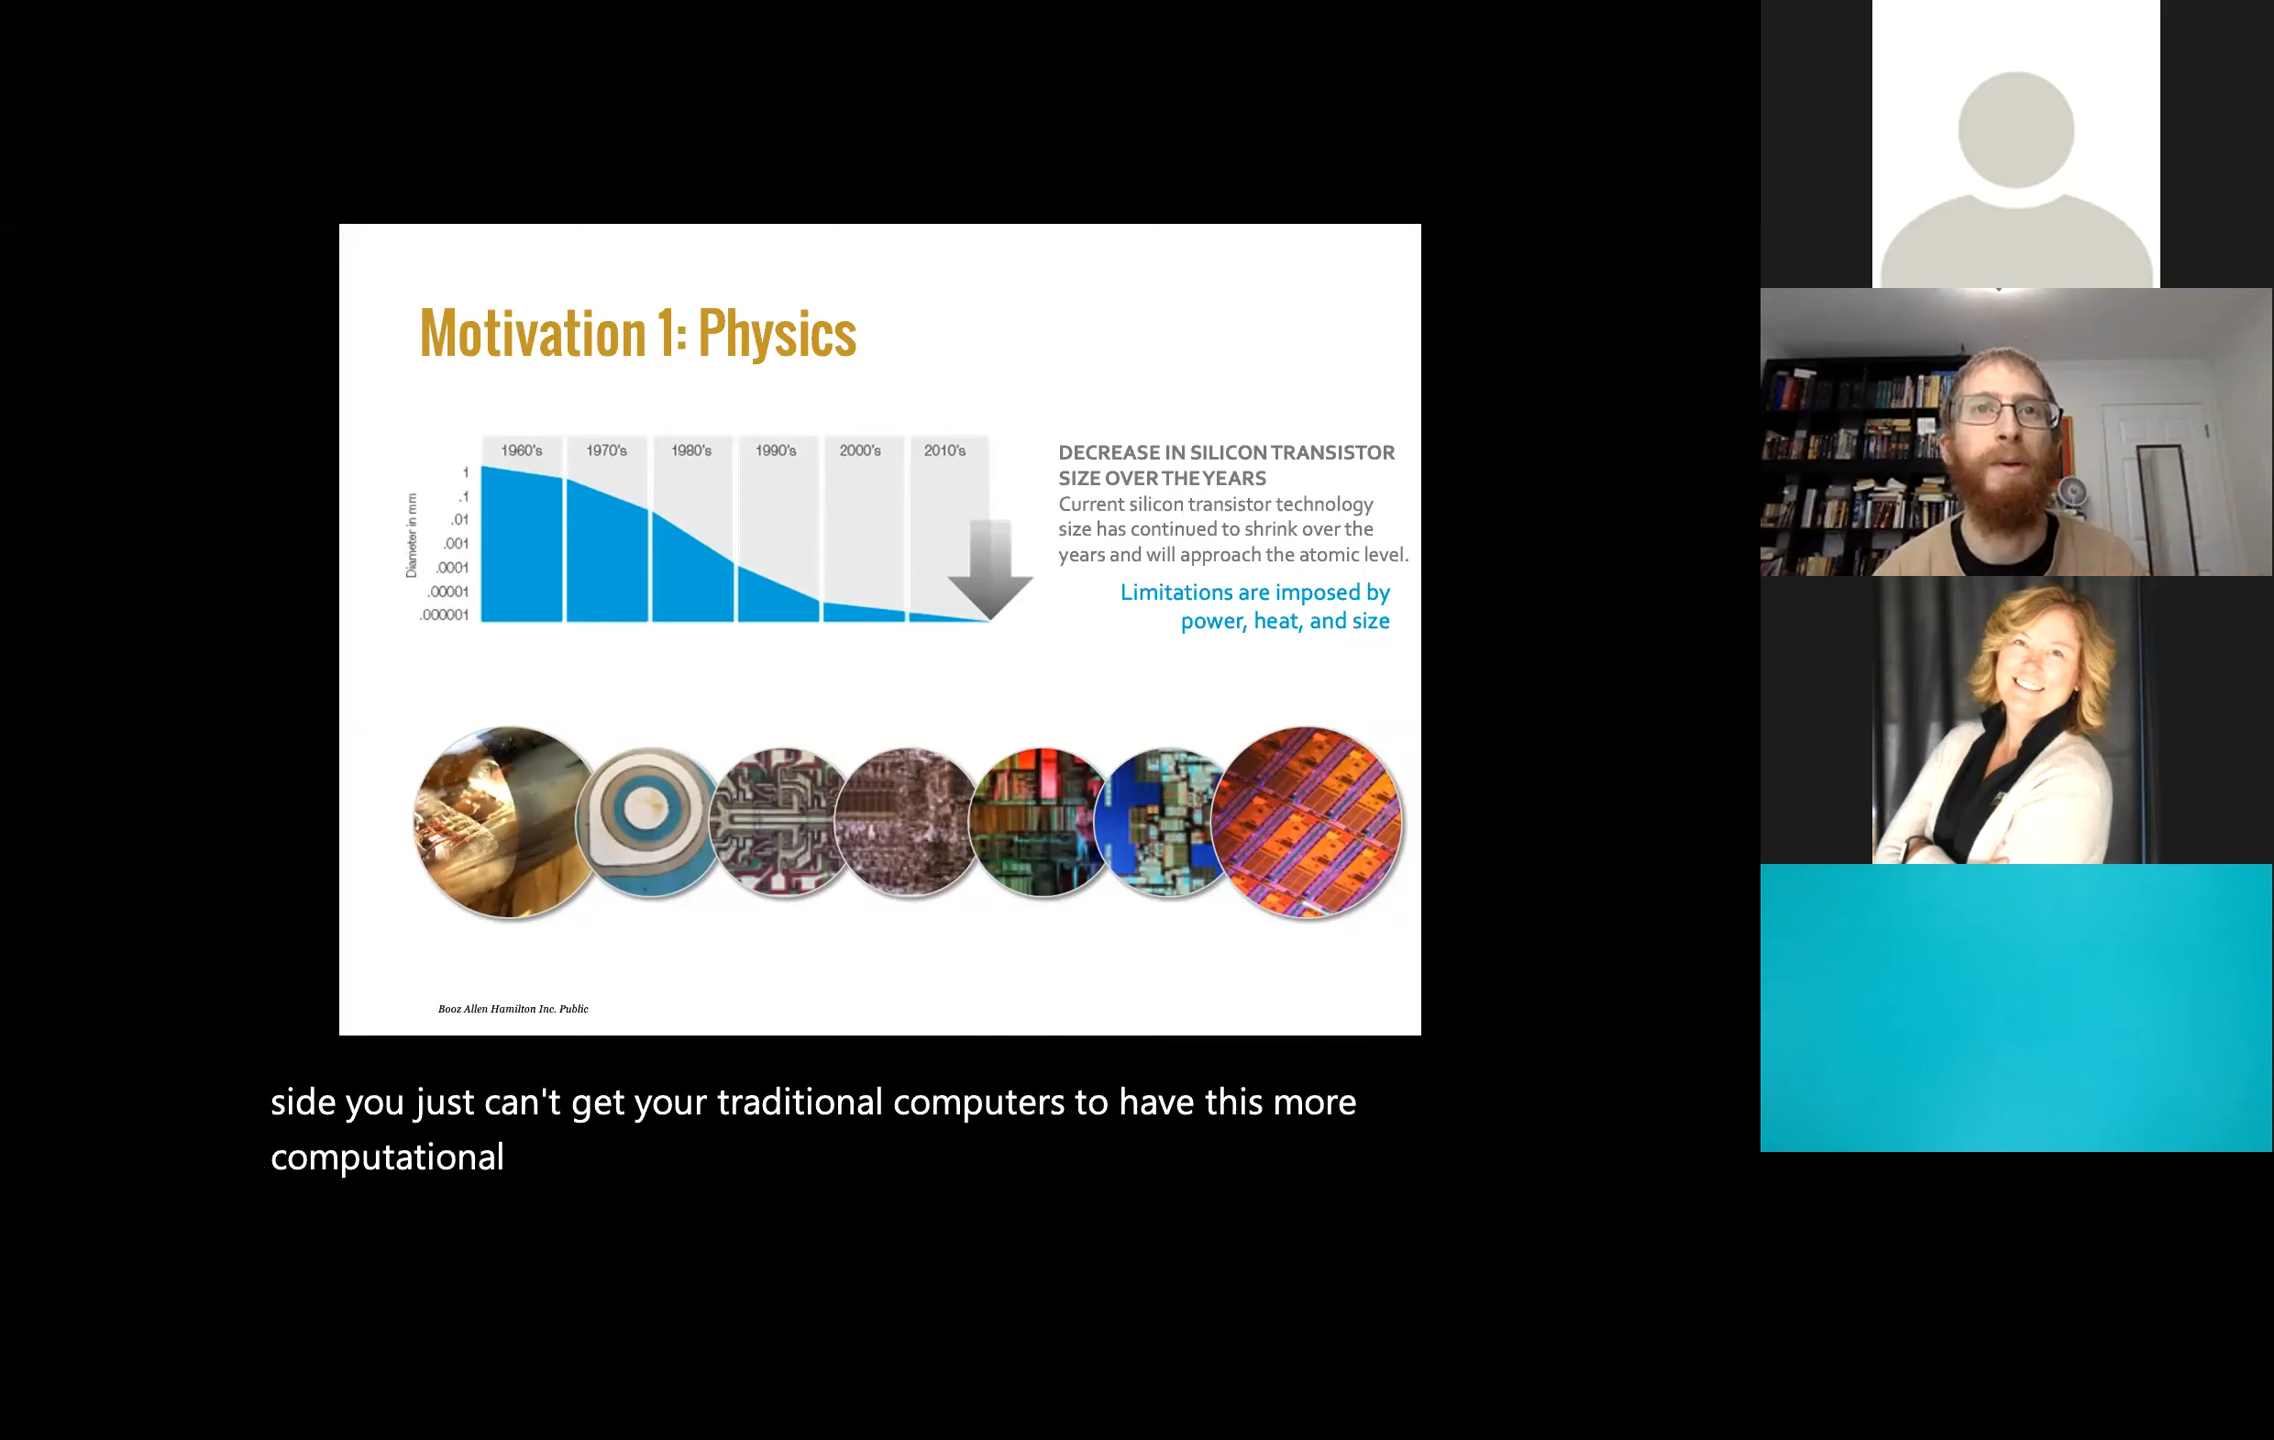 Motivation 1: Physics
1960's 1970's 1980's 1990's 2000's 2010's
Diameter in mm
1
.1
.01
.001
.0001
.00001
.000001
DECREASE IN SILICON TRANSISTOR
SIZE OVER THE YEARS
Current silicon transistor technology
size has continued to shrink over the
years and will approach the atomic level.
Limitations are imposed by
power, heat, and size
Booz Allen Hamilton Inc. Public
side you just can't get your traditional computers to have this more
computational